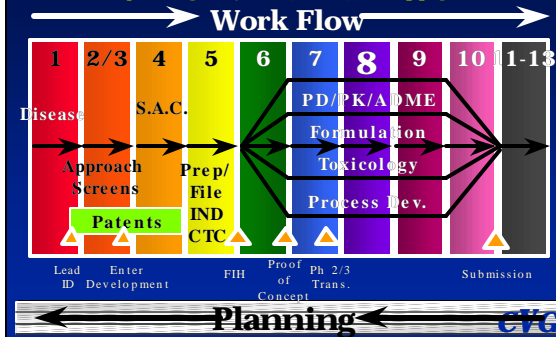 Work Flow
1 2/3 4 5 6 7 8 9 10 11-13
Disease
S.A.C.
Approach
Screens
Prep/
File
IND
CTC
Patents
PD/PK/ADME
Formulation
Toxicology
Process Dev.
Lead
ID
Enter
Development
FIH
Proof
of
Concept
Ph 2/3
Trans.
Submission
Planning
CVG